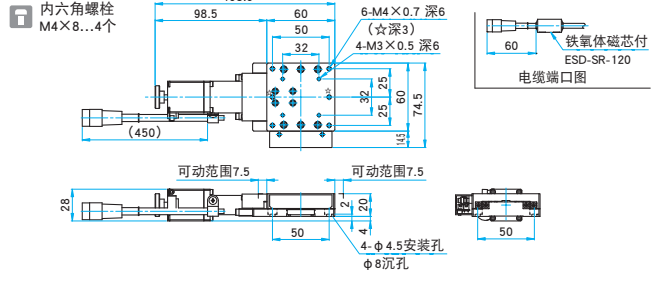 内六角螺栓
M4×8...4个
98.5
60
50
32
6-M4×0.7 深6
(☆深3)
4-M3×0.5 深6
25
25
32
60
74.5
14.5
(450)
60
铁氧体磁芯付
ESD-SR-120
电缆端口图
可动范围7.5
可动范围7.5
28
2
20
4
50
4-φ4.5安装孔
φ8沉孔
50